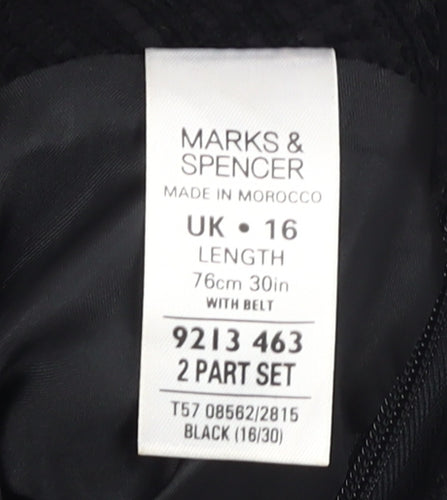 MARKS &
SPENCER
MADE IN MOROCCO
UK • 16
LENGTH
76cm 30in
WITH BELT
9213 463
2 PART SET
T57 08562/2815
BLACK (16/30)